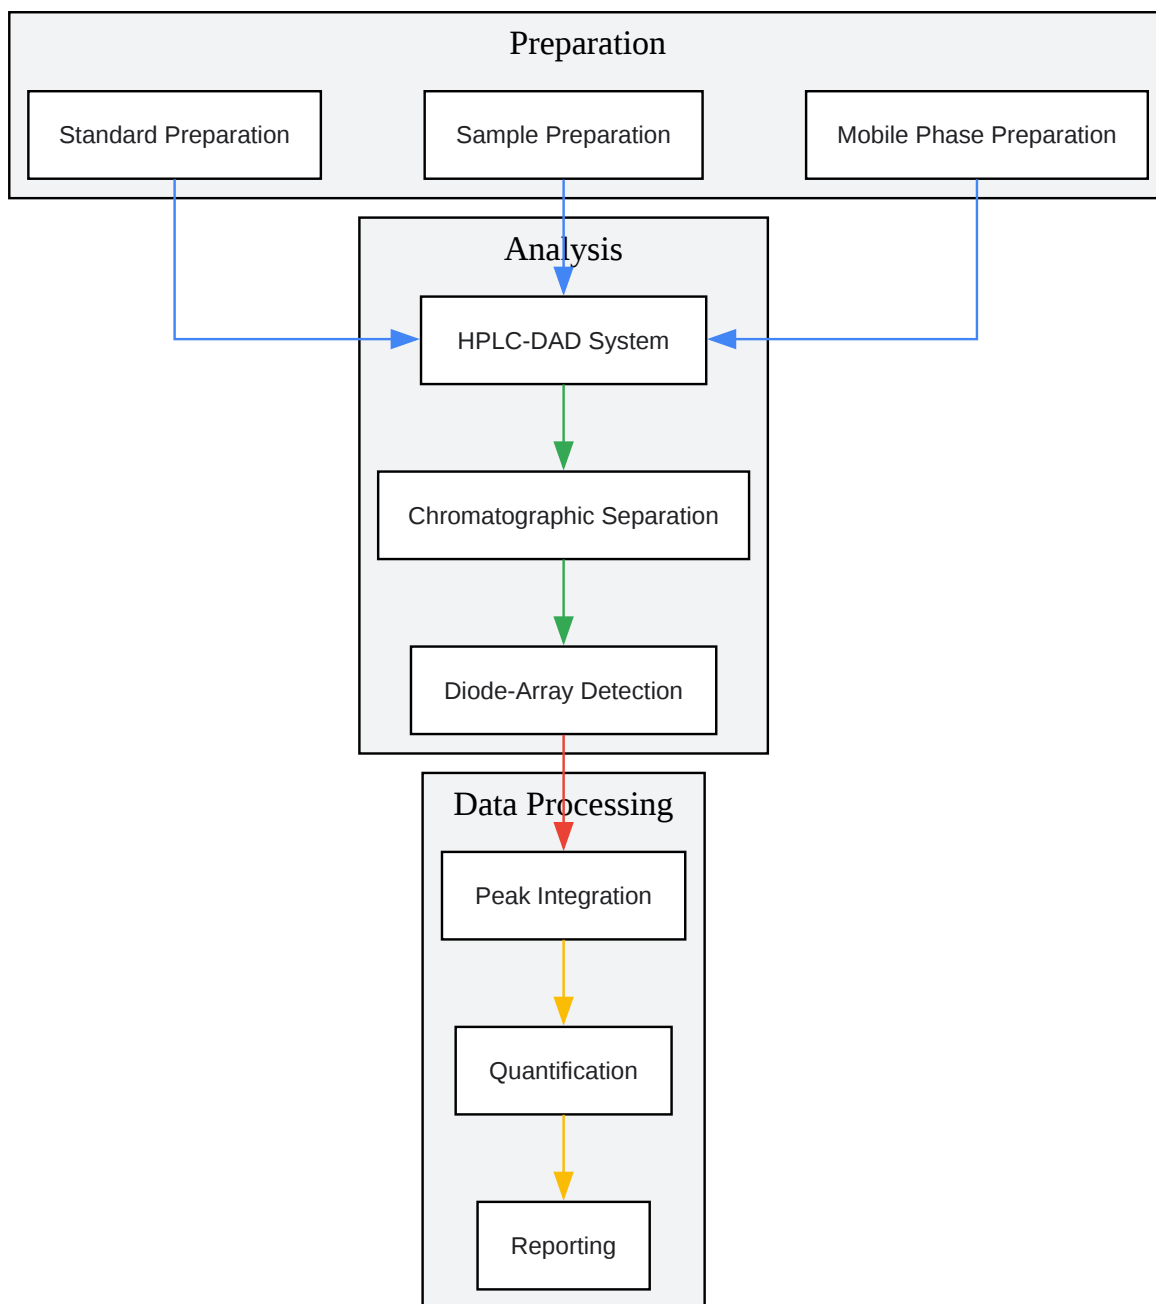 Preparation
Standard Preparation
Sample Preparation
Mobile Phase Preparation
Analysis
HPLC-DAD System
Chromatographic Separation
Diode-Array Detection
Data Processing
Peak Integration
Quantification
Reporting